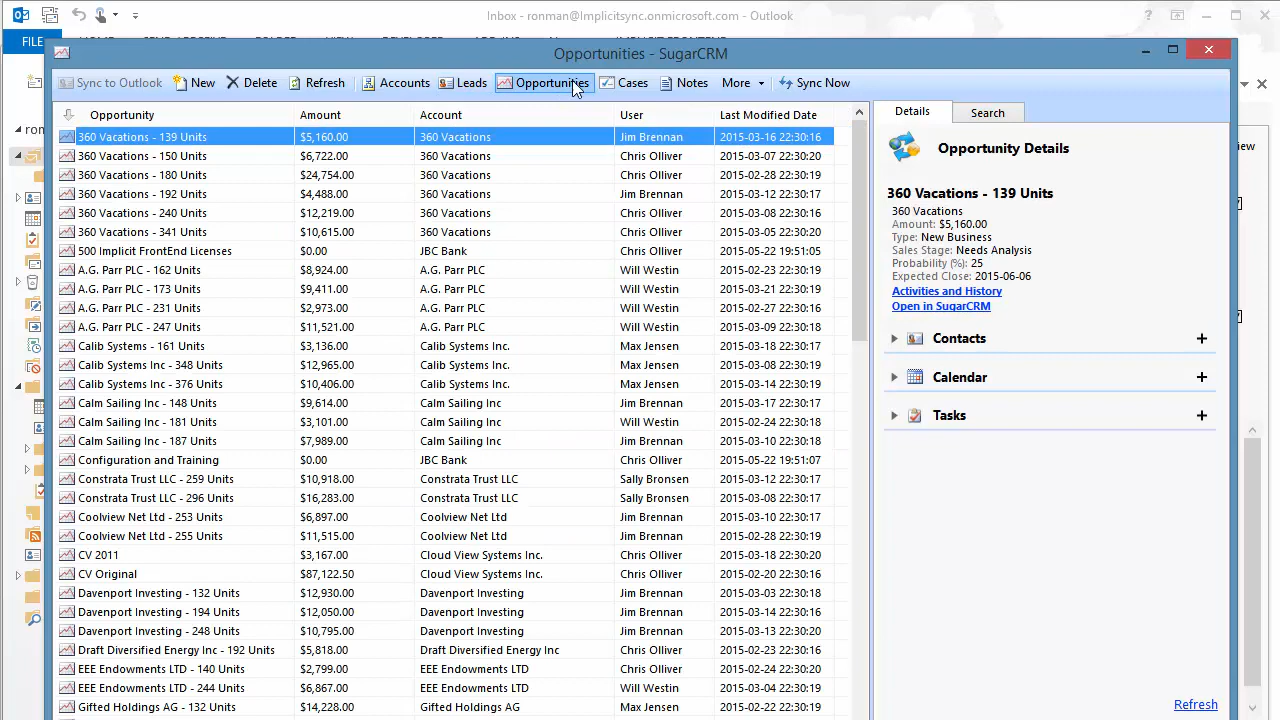 Inbox - ronman@Implicitsync.onmicrosoft.com - Outlook
FILE
Opportunities - SugarCRM
Sync to Outlook New Delete Refresh Accounts Leads Opportunities Cases Notes More Sync Now
Opportunity Amount Account User Last Modified Date
360 Vacations - 139 Units $5,160.00 360 Vacations Jim Brennan 2015-03-16 22:30:16
360 Vacations - 150 Units $6,722.00 360 Vacations Chris Olliver 2015-03-07 22:30:20
360 Vacations - 180 Units $24,754.00 360 Vacations Chris Olliver 2015-02-28 22:30:19
360 Vacations - 192 Units $4,488.00 360 Vacations Jim Brennan 2015-03-12 22:30:17
360 Vacations - 240 Units $12,219.00 360 Vacations Chris Olliver 2015-03-08 22:30:16
360 Vacations - 341 Units $10,615.00 360 Vacations Chris Olliver 2015-03-05 22:30:20
500 Implicit FrontEnd Licenses $0.00 JBC Bank Chris Olliver 2015-05-22 19:51:05
A.G. Parr PLC - 162 Units $8,924.00 A.G. Parr PLC Will Westin 2015-02-23 22:30:19
A.G. Parr PLC - 173 Units $9,411.00 A.G. Parr PLC Will Westin 2015-03-21 22:30:19
A.G. Parr PLC - 231 Units $2,973.00 A.G. Parr PLC Will Westin 2015-02-27 22:30:16
A.G. Parr PLC - 247 Units $11,521.00 A.G. Parr PLC Will Westin 2015-03-09 22:30:18
Calib Systems - 161 Units $3,136.00 Calib Systems Inc. Max Jensen 2015-03-18 22:30:17
Calib Systems Inc - 348 Units $12,965.00 Calib Systems Inc. Max Jensen 2015-03-08 22:30:19
Calib Systems Inc - 376 Units $10,406.00 Calib Systems Inc. Max Jensen 2015-03-14 22:30:19
Calm Sailing Inc - 148 Units $9,614.00 Calm Sailing Inc Jim Brennan 2015-03-17 22:30:17
Calm Sailing Inc - 181 Units $3,101.00 Calm Sailing Inc Will Westin 2015-02-24 22:30:18
Calm Sailing Inc - 187 Units $7,989.00 Calm Sailing Inc Jim Brennan 2015-03-10 22:30:18
Configuration and Training $0.00 JBC Bank Chris Olliver 2015-05-22 19:51:07
Constrata Trust LLC - 259 Units $10,918.00 Constrata Trust LLC Sally Bronsen 2015-03-12 22:30:17
Constrata Trust LLC - 296 Units $16,283.00 Constrata Trust LLC Sally Bronsen 2015-03-08 22:30:17
Coolview Net Ltd - 253 Units $6,897.00 Coolview Net Ltd Jim Brennan 2015-03-10 22:30:17
Coolview Net Ltd - 255 Units $11,515.00 Coolview Net Ltd Jim Brennan 2015-02-28 22:30:19
CV 2011 $3,167.00 Cloud View Systems Inc. Chris Olliver 2015-03-18 22:30:20
CV Original $87,122.50 Cloud View Systems Inc. Chris Olliver 2015-02-20 22:30:16
Davenport Investing - 132 Units $12,930.00 Davenport Investing Jim Brennan 2015-03-03 22:30:18
Davenport Investing - 194 Units $12,050.00 Davenport Investing Jim Brennan 2015-03-14 22:30:16
Davenport Investing - 248 Units $10,795.00 Davenport Investing Jim Brennan 2015-03-13 22:30:20
Draft Diversified Energy Inc - 192 Units $5,818.00 Draft Diversified Energy Inc Chris Olliver 2015-02-23 22:30:16
EEE Endowments LTD - 140 Units $2,799.00 EEE Endowments LTD Chris Olliver 2015-02-24 22:30:20
EEE Endowments LTD - 244 Units $6,867.00 EEE Endowments LTD Will Westin 2015-03-04 22:30:19
Gifted Holdings AG - 132 Units $14,228.00 Gifted Holdings AG Max Jensen 2015-03-08 22:30:16
Details Search
Opportunity Details
360 Vacations - 139 Units
360 Vacations
Amount: $5,160.00
Type: New Business
Sales Stage: Needs Analysis
Probability (%): 25
Expected Close: 2015-06-06
Activities and History
Open in SugarCRM
Contacts
Calendar
Tasks
Refresh